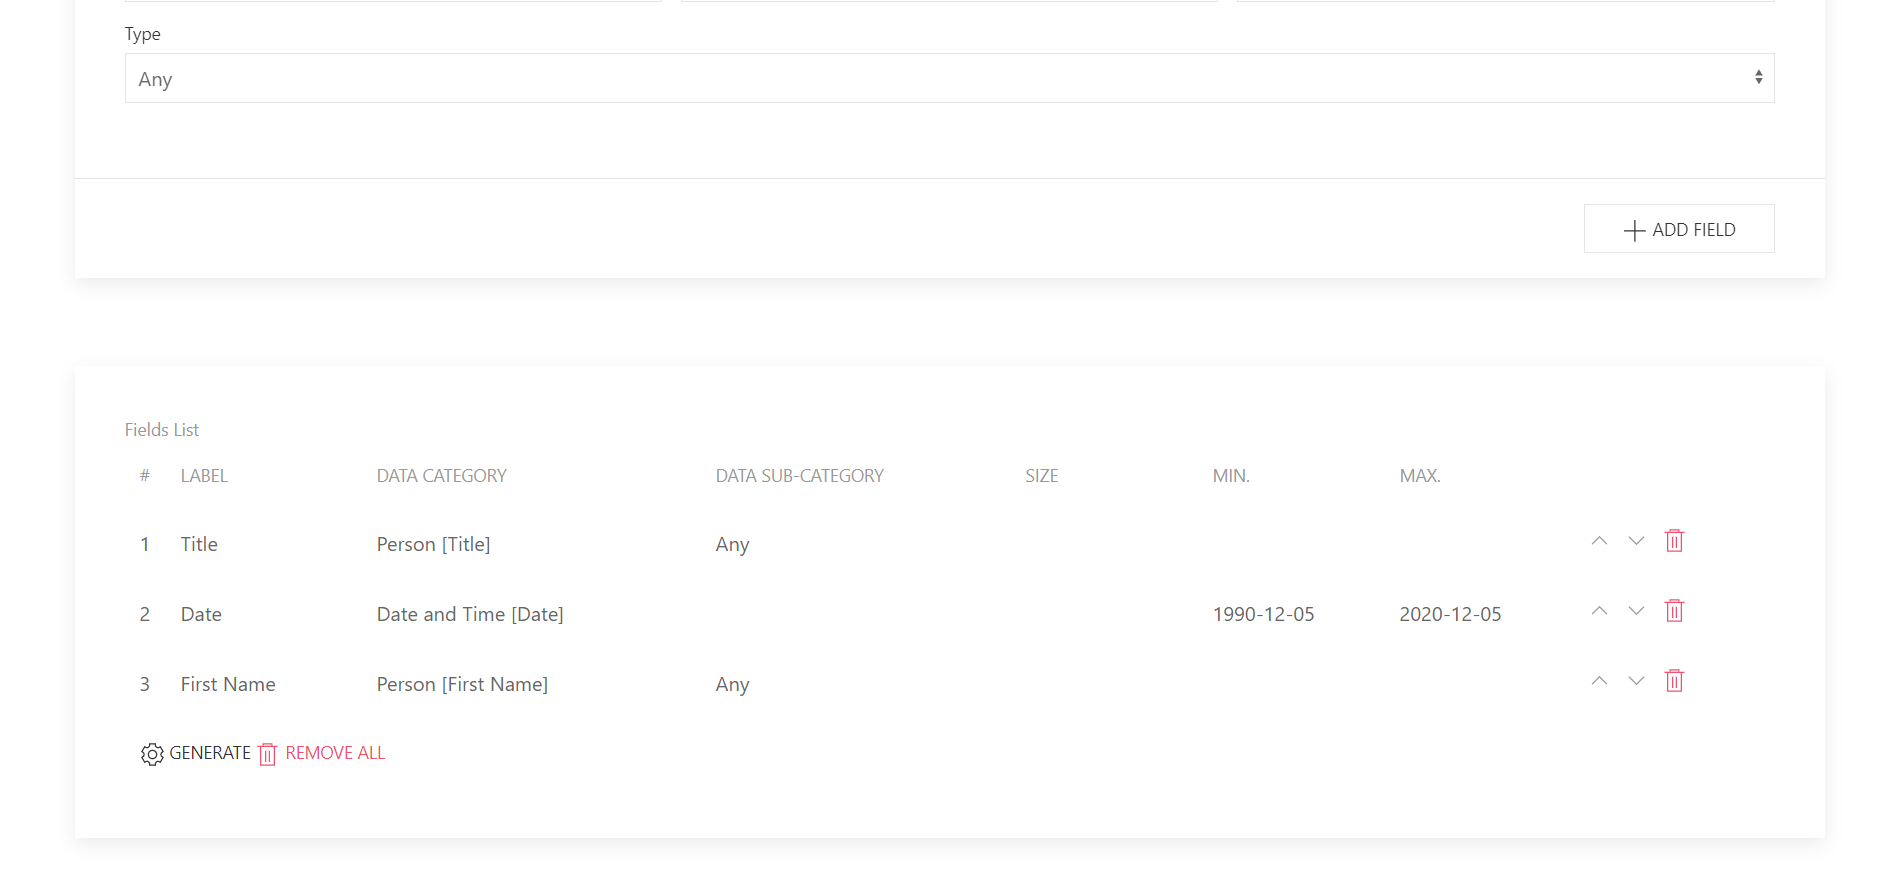 Type
Any
ADD FIELD
Fields List
# LABEL DATA CATEGORY DATA SUB-CATEGORY SIZE MIN. MAX.
1 Title Person [Title] Any
2 Date Date and Time [Date] 1990-12-05 2020-12-05
3 First Name Person [First Name] Any
GENERATE REMOVE ALL